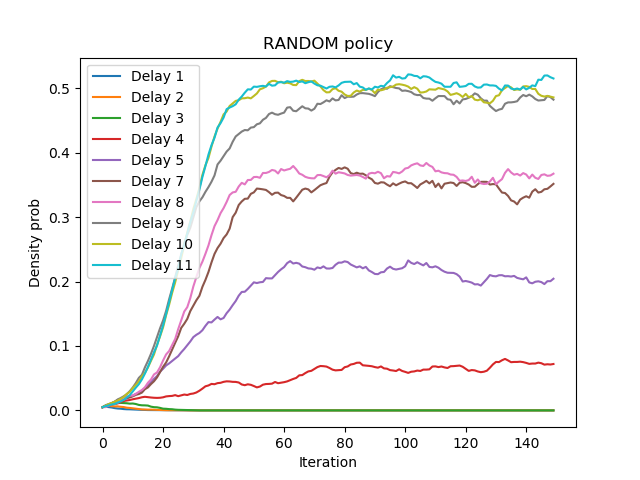 RANDOM policy
Delay 1
Delay 2
Delay 3
Delay 4
Delay 5
Delay 7
Delay 8
Delay 9
Delay 10
Delay 11
Density prob
0.5
0.4
0.3
0.2
0.1
0.0
0 20 40 60 80 100 120 140
Iteration